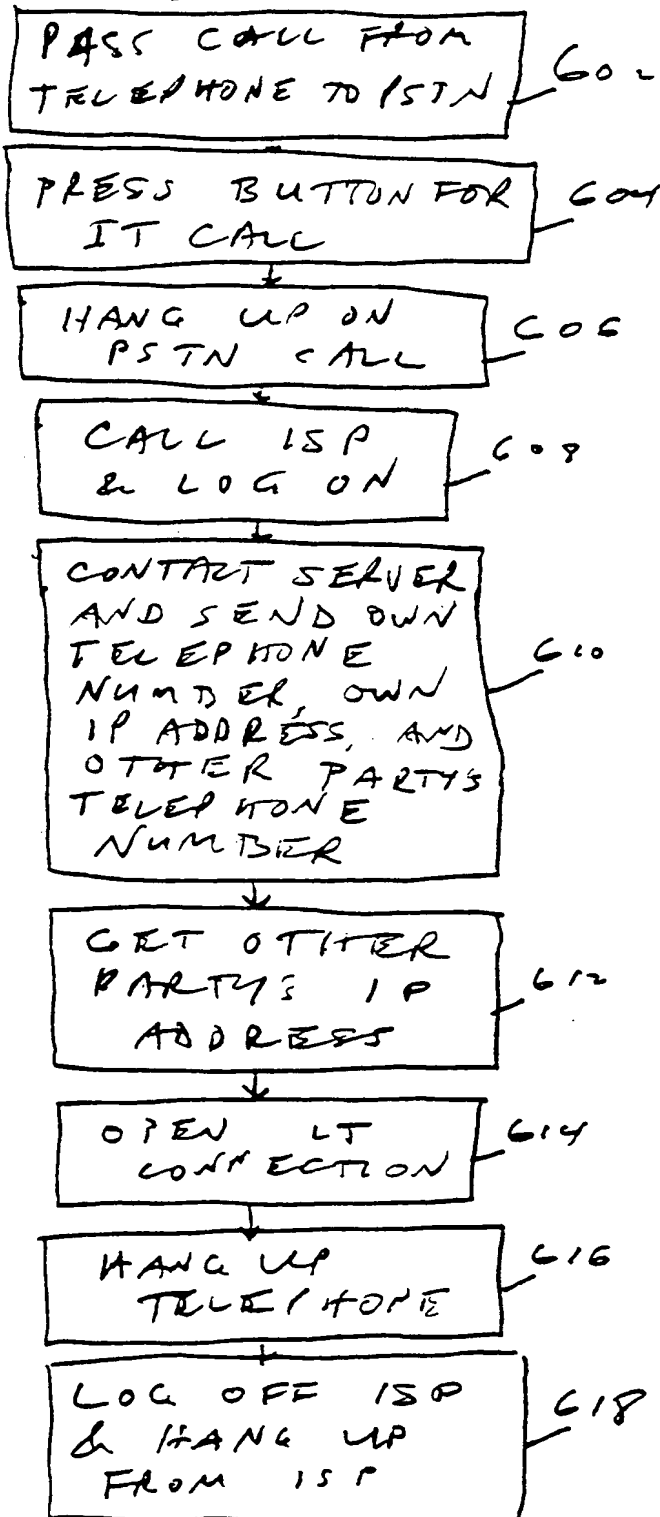 PASS CALL FROM
TELEPHONE TO PSTN
602
PRESS BUTTON FOR
IT CALL
604
HANG UP ON
PSTN CALL
606
CALL ISP
& LOG ON
608
CONTACT SERVER
AND SEND OWN
TELEPHONE
NUMBER, OWN
IP ADDRESS, AND
OTHER PARTY'S
TELEPHONE
NUMBER
610
GET OTHER
PARTY'S IP
ADDRESS
612
OPEN IT
CONNECTION
614
HANG UP
TELEPHONE
616
LOG OFF ISP
& HANG UP
FROM ISP
618